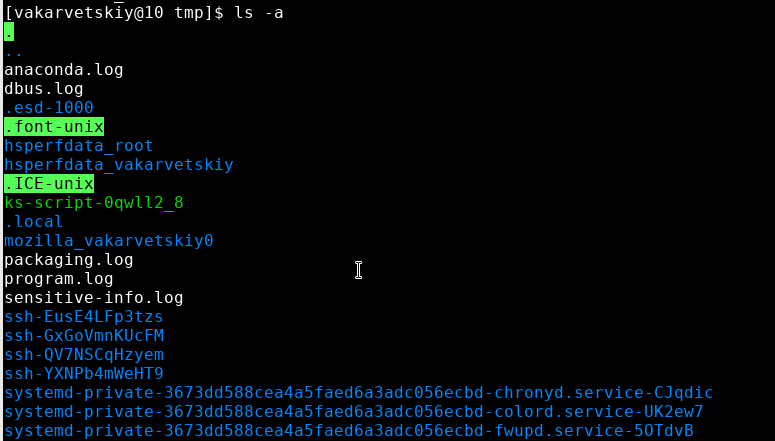 [vakarvetskiy@10 tmp]$ ls -a
.
..
anaconda.log
dbus.log
.esd-1000
.font-unix
hsperfdata_root
hsperfdata_vakarvetskiy
.ICE-unix
ks-script-0qwll2_8
.local
mozilla_vakarvetskiy0
packaging.log
program.log
sensitive-info.log
ssh-EusE4LFp3tzs
ssh-GxGoVmnKUcFM
ssh-QV7NSCqHzyem
ssh-YXNPb4mWeHT9
systemd-private-3673dd588cea4a5faed6a3adc056ecbd-chronyd.service-CJqdic
systemd-private-3673dd588cea4a5faed6a3adc056ecbd-colord.service-UK2ew7
systemd-private-3673dd588cea4a5faed6a3adc056ecbd-fwupd.service-5OTdvB